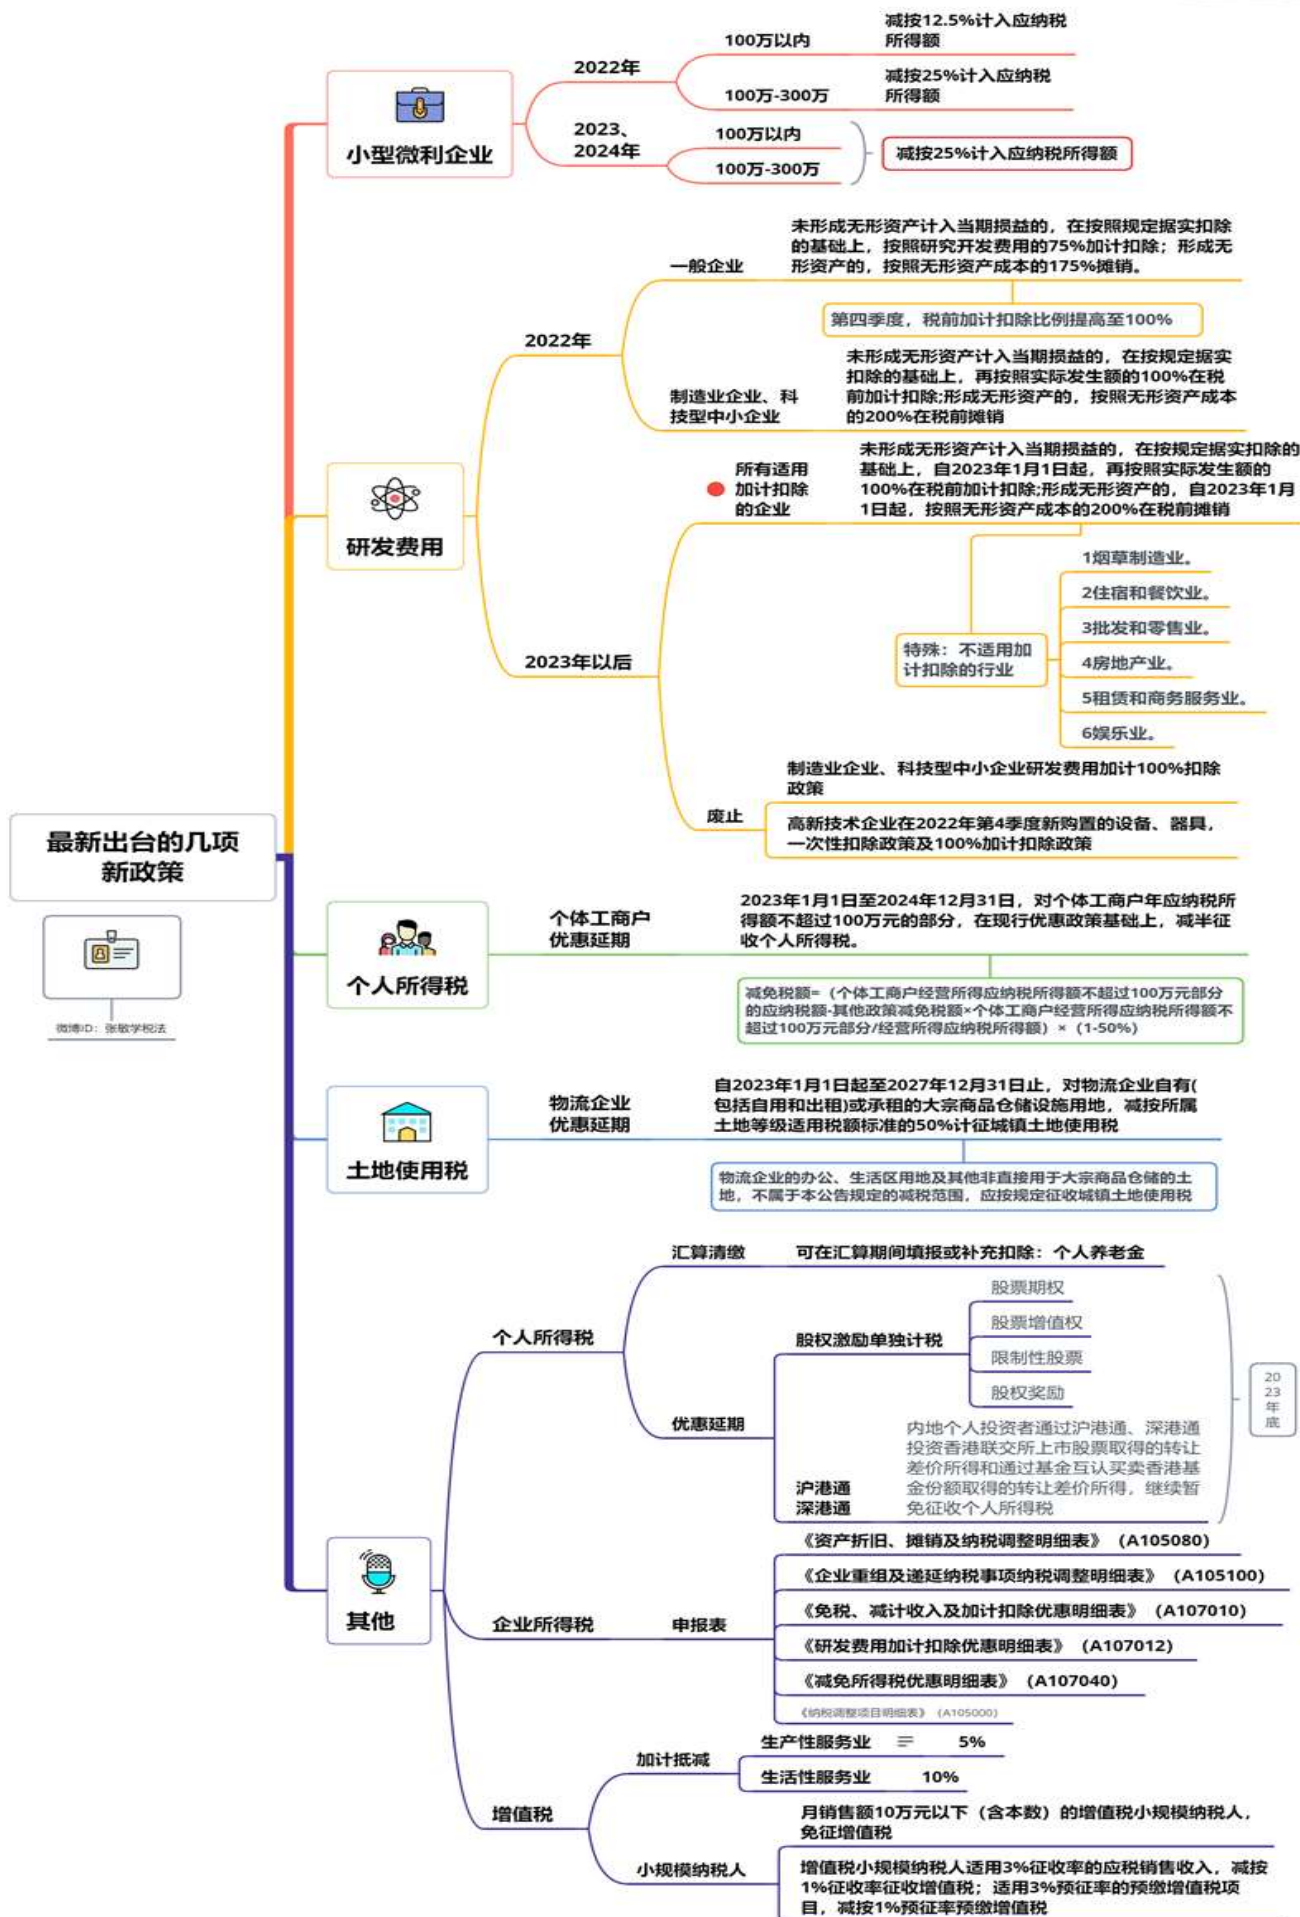 最新出台的几项
新政策
微博ID：张敏学税法
小型微利企业
2022年
100万以内
减按12.5%计入应纳税
所得额
100万-300万
减按25%计入应纳税
所得额
2023、
2024年
100万以内
100万-300万
减按25%计入应纳税所得额
研发费用
2022年
一般企业
未形成无形资产计入当期损益的，在按照规定据实扣除
的基础上，按照研究开发费用的75%加计扣除；形成无
形资产的，按照无形资产成本的175%摊销。
第四季度，税前加计扣除比例提高至100%
制造业企业、科
技型中小企业
未形成无形资产计入当期损益的，在按规定据实
扣除的基础上，再按照实际发生额的100%在税
前加计扣除;形成无形资产的，按照无形资产成本
的200%在税前摊销
2023年以后
所有适用
加计扣除
的企业
未形成无形资产计入当期损益的，在按规定据实扣除的
基础上，自2023年1月1日起，再按照实际发生额的
100%在税前加计扣除;形成无形资产的，自2023年1月
1日起，按照无形资产成本的200%在税前摊销
特殊：不适用加
计扣除的行业
1烟草制造业。
2住宿和餐饮业。
3批发和零售业。
4房地产业。
5租赁和商务服务业。
6娱乐业。
废止
制造业企业、科技型中小企业研发费用加计100%扣除
政策
高新技术企业在2022年第4季度新购置的设备、器具，
一次性扣除政策及100%加计扣除政策
个人所得税
个体工商户
优惠延期
2023年1月1日至2024年12月31日，对个体工商户年应纳税所
得额不超过100万元的部分，在现行优惠政策基础上，减半征
收个人所得税。
减免税额=（个体工商户经营所得应纳税所得额不超过100万元部分
的应纳税额-其他政策减免税额×个体工商户经营所得应纳税所得额不
超过100万元部分/经营所得应纳税所得额）×（1-50%）
土地使用税
物流企业
优惠延期
自2023年1月1日起至2027年12月31日止，对物流企业自有(
包括自用和出租)或承租的大宗商品仓储设施用地，减按所属
土地等级适用税额标准的50%计征城镇土地使用税
物流企业的办公、生活区用地及其他非直接用于大宗商品仓储的土
地，不属于本公告规定的减税范围，应按规定征收城镇土地使用税
其他
个人所得税
汇算清缴
可在汇算期间填报或补充扣除：个人养老金
优惠延期
股权激励单独计税
股票期权
股票增值权
限制性股票
股权奖励
沪港通
深港通
内地个人投资者通过沪港通、深港通
投资香港联交所上市股票取得的转让
差价所得和通过基金互认买卖香港基
金份额取得的转让差价所得，继续暂
免征收个人所得税
20
23
年
底
企业所得税
申报表
《资产折旧、摊销及纳税调整明细表》（A105080）
《企业重组及递延纳税事项纳税调整明细表》（A105100）
《免税、减计收入及加计扣除优惠明细表》（A107010）
《研发费用加计扣除优惠明细表》（A107012）
《减免所得税优惠明细表》（A107040）
《纳税调整项目明细表》（A105000）
增值税
加计抵减
生产性服务业
5%
生活性服务业
10%
小规模纳税人
月销售额10万元以下（含本数）的增值税小规模纳税人，
免征增值税
增值税小规模纳税人适用3%征收率的应税销售收入，减按
1%征收率征收增值税；适用3%预征率的预缴增值税项
目，减按1%预征率预缴增值税